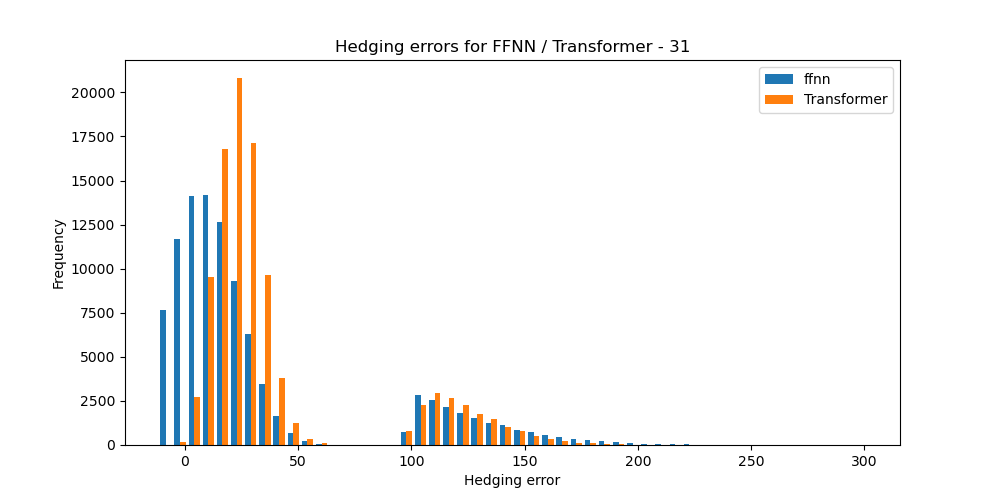 Hedging errors for FFNN / Transformer - 31
ffnn
Transformer
20000
17500
15000
12500
10000
7500
5000
2500
0
Frequency
0 50 100 150 200 250 300
Hedging error